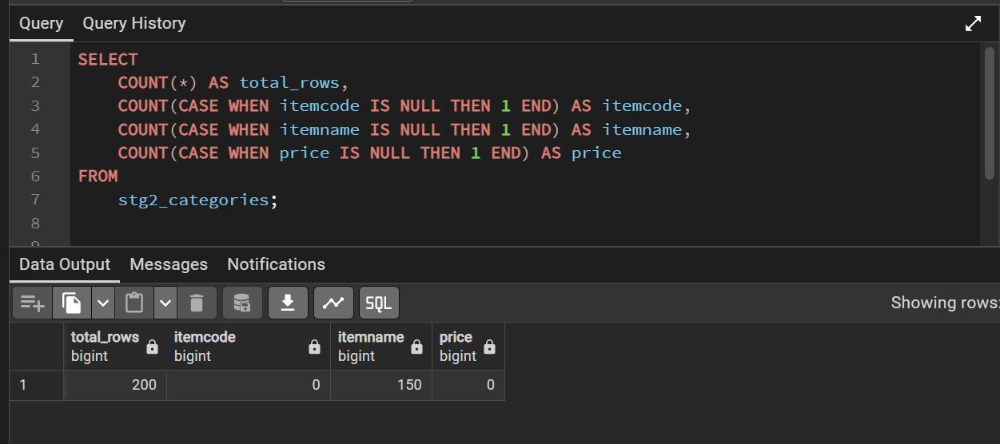 Query Query History
1 SELECT
2 COUNT(*) AS total_rows,
3 COUNT(CASE WHEN itemcode IS NULL THEN 1 END) AS itemcode,
4 COUNT(CASE WHEN itemname IS NULL THEN 1 END) AS itemname,
5 COUNT(CASE WHEN price IS NULL THEN 1 END) AS price
6 FROM
7 stg2_categories;
8
Data Output Messages Notifications
SQL Showing rows:
total_rows itemcode itemname price
bigint bigint bigint bigint
1 200 0 150 0